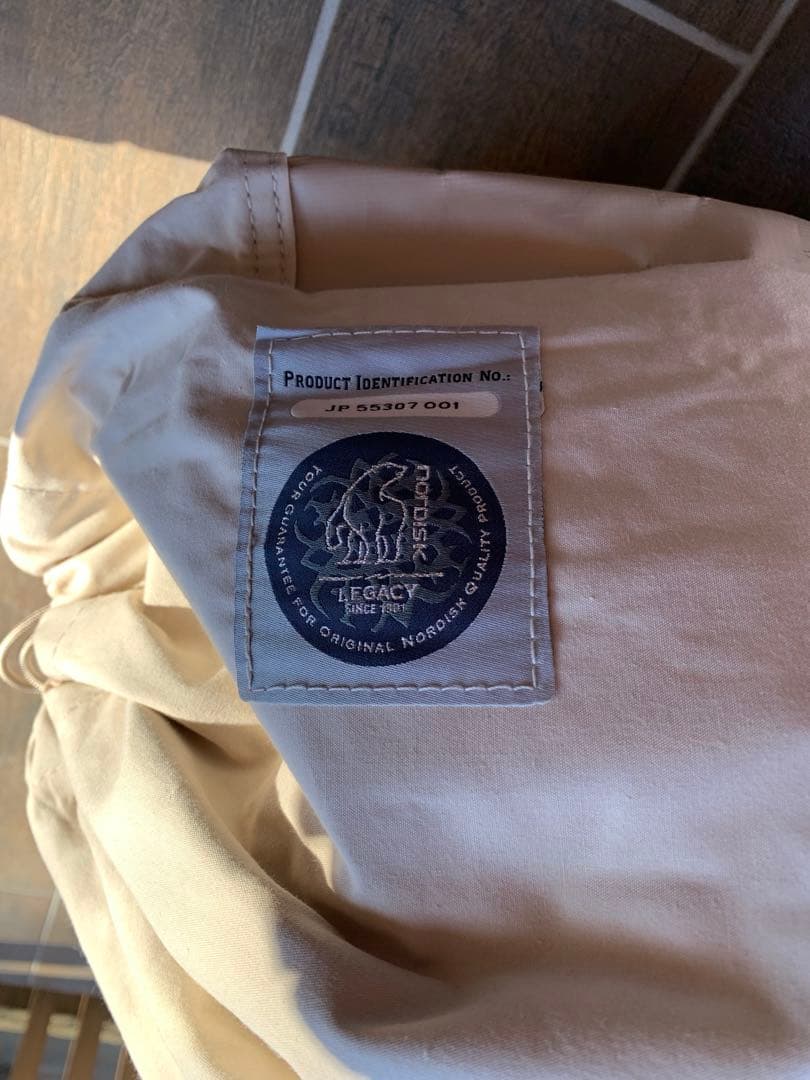 PRODUCT IDENTIFICATION NO.:
JP 55307 001
NORDISK
LEGACY
SINCE 1901
YOUR GUARANTEE FOR ORIGINAL NORDISK QUALITY PRODUCT